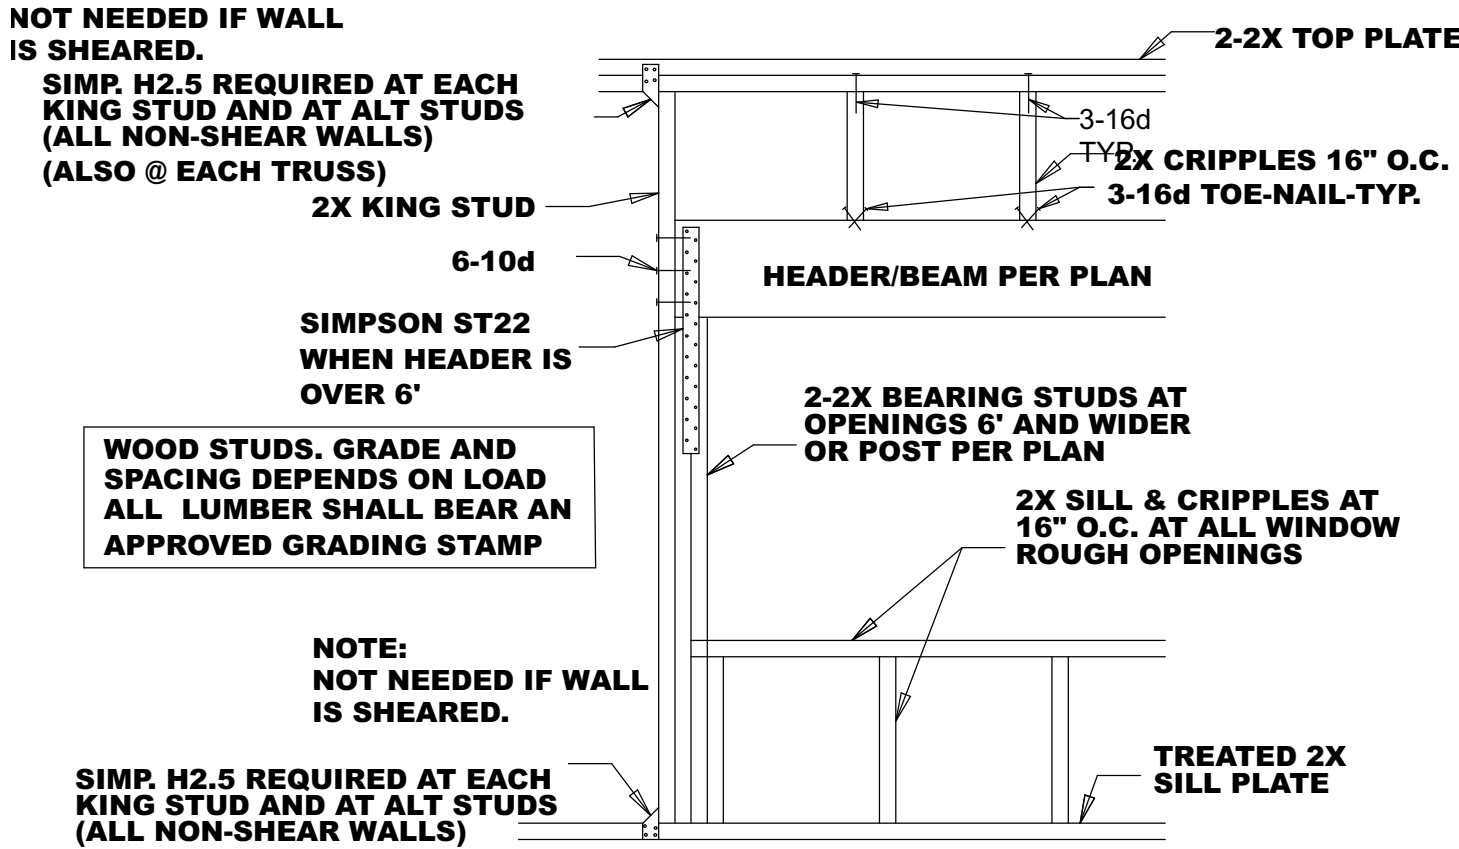 NOT NEEDED IF WALL
IS SHEARED.
SIMP. H2.5 REQUIRED AT EACH
KING STUD AND AT ALT STUDS
(ALL NON-SHEAR WALLS)
(ALSO @ EACH TRUSS)
2X KING STUD
6-10d
SIMPSON ST22
WHEN HEADER IS
OVER 6'
WOOD STUDS. GRADE AND
SPACING DEPENDS ON LOAD
ALL LUMBER SHALL BEAR AN
APPROVED GRADING STAMP
NOTE:
NOT NEEDED IF WALL
IS SHEARED.
SIMP. H2.5 REQUIRED AT EACH
KING STUD AND AT ALT STUDS
(ALL NON-SHEAR WALLS)
2-2X TOP PLATE
3-16d
TYP.
2X CRIPPLES 16" O.C.
3-16d TOE-NAIL-TYP.
HEADER/BEAM PER PLAN
2-2X BEARING STUDS AT
OPENINGS 6' AND WIDER
OR POST PER PLAN
2X SILL & CRIPPLES AT
16" O.C. AT ALL WINDOW
ROUGH OPENINGS
TREATED 2X
SILL PLATE